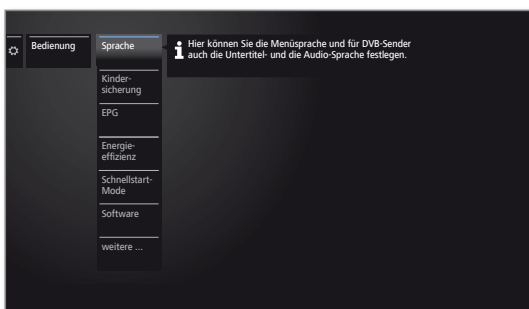 Bedienung
Sprache
Hier können Sie die Menüsprache und für DVB-Sender
auch die Untertitel- und die Audio-Sprache festlegen.
Kinder-
sicherung
EPG
Energie-
effizienz
Schnellstart-
Mode
Software
weitere ...